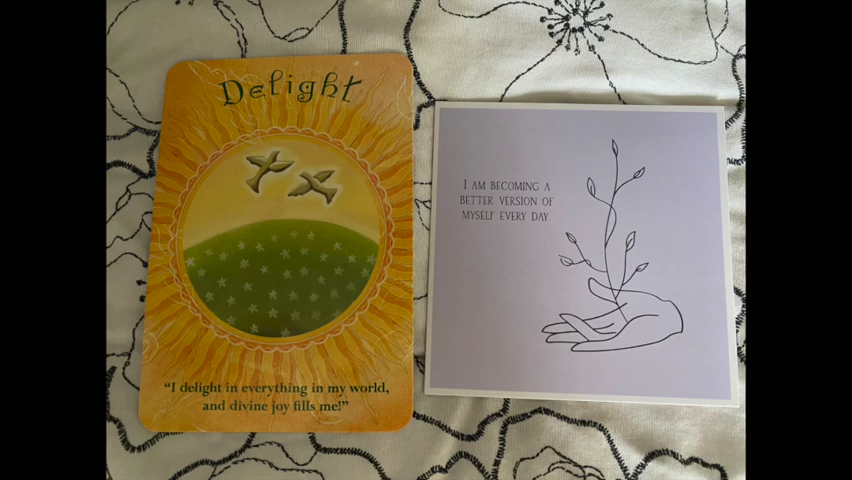 Delight
"I delight in everything in my world,
and divine joy fills me!"
I AM BECOMING A
BETTER VERSION OF
MYSELF EVERY DAY.